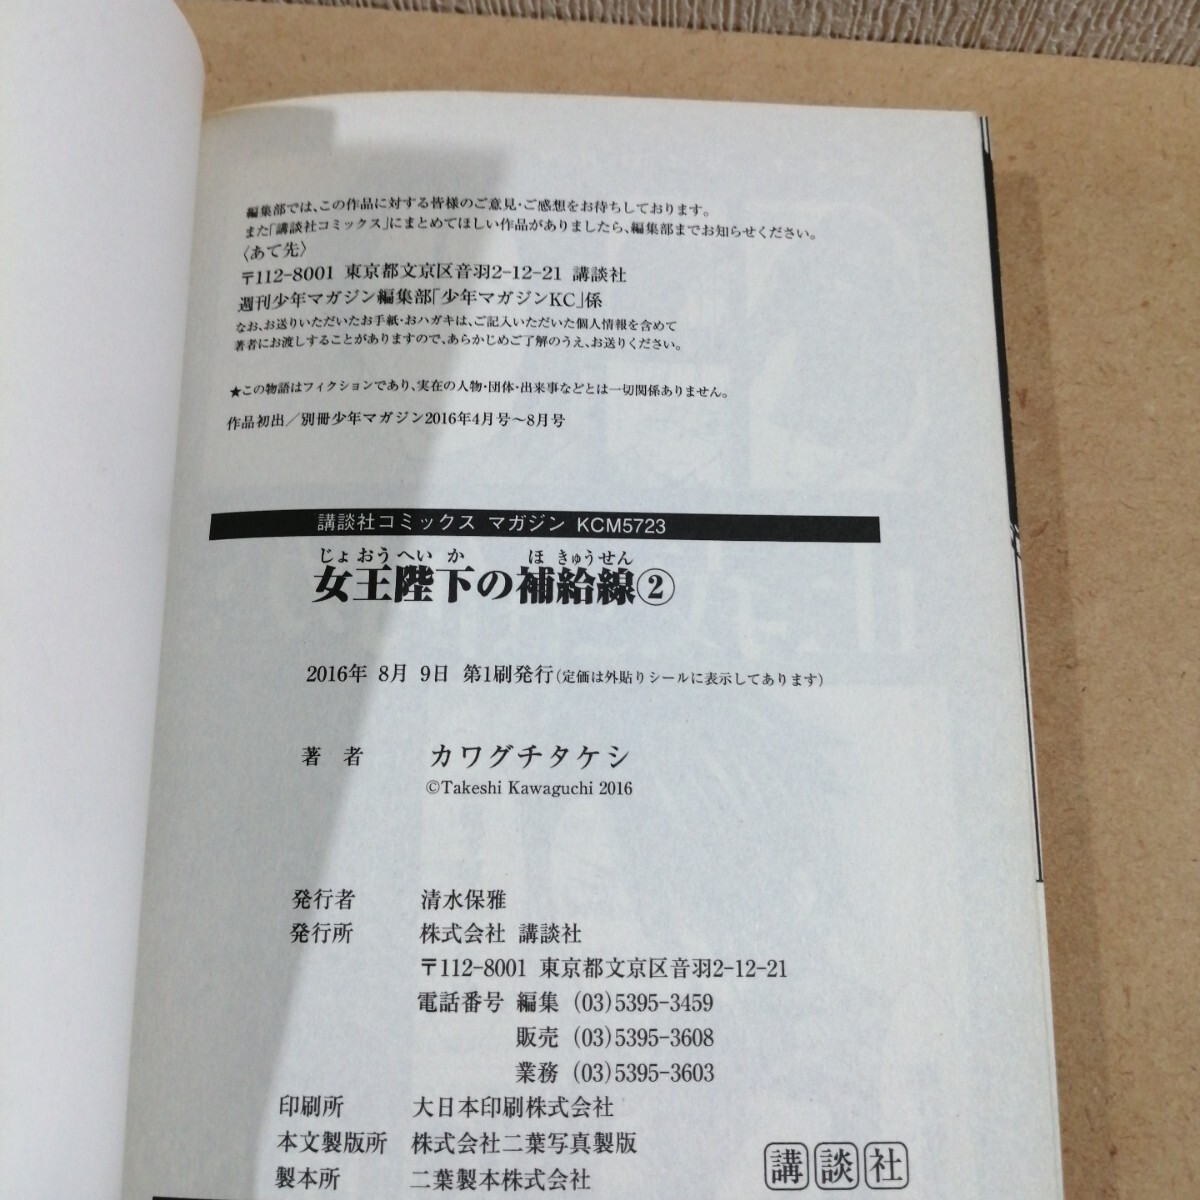 編集部では、この作品に対する皆様のご意見・ご感想をお待ちしております。
また「講談社コミックス」にまとめてほしい作品がありましたら、編集部までお知らせください。
〈あて先〉
〒112-8001 東京都文京区音羽2-12-21 講談社
週刊少年マガジン編集部「少年マガジンKC」係
なお、お送りいただいたお手紙・おハガキは、ご記入いただいた個人情報を含めて
著者にお渡しすることがありますので、あらかじめご了解のうえ、お送りください。
★この物語はフィクションであり、実在の人物・団体・出来事などとは一切関係ありません。
作品初出／別冊少年マガジン2016年4月号〜8月号
講談社コミックス マガジン KCM5723
じょおうへいか ほきゅうせん
女王陛下の補給線②
2016年 8月 9日 第1刷発行(定価は外貼りシールに表示してあります)
著 者 カワグチタケシ
©Takeshi Kawaguchi 2016
発行者 清水保雅
発行所 株式会社 講談社
〒112-8001 東京都文京区音羽2-12-21
電話番号 編集 (03)5395-3459
販売 (03)5395-3608
業務 (03)5395-3603
印刷所 大日本印刷株式会社
本文製版所 株式会社二葉写真製版
製本所 二葉製本株式会社
講談社